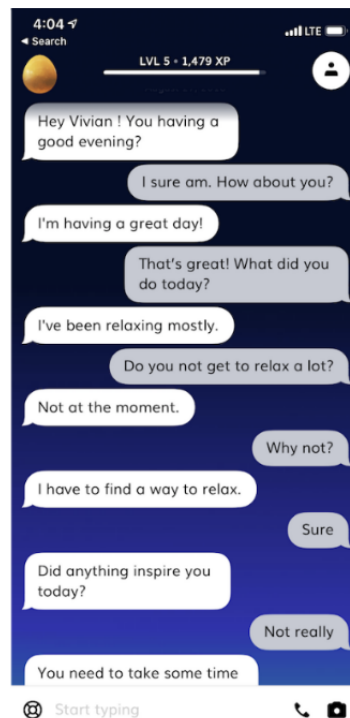 4:04
LTE
Search
LVL 5 • 1,479 XP
Hey Vivian ! You having a
good evening?
I sure am. How about you?
I'm having a great day!
That's great! What did you
do today?
I've been relaxing mostly.
Do you not get to relax a lot?
Not at the moment.
Why not?
I have to find a way to relax.
Sure
Did anything inspire you
today?
Not really
You need to take some time
Start typing